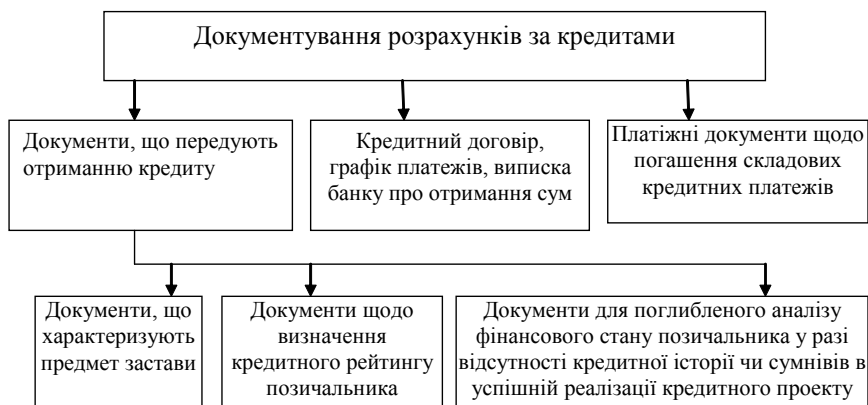 Документування розрахунків за кредитами
Документи, що передують
отриманню кредиту
Кредитний договір,
графік платежів, виписка
банку про отримання сум
Платіжні документи щодо
погашення складових
кредитних платежів
Документи, що
характеризують
предмет застави
Документи щодо
визначення
кредитного рейтингу
позичальника
Документи для поглибленого аналізу
фінансового стану позичальника у разі
відсутності кредитної історії чи сумнівів в
успішній реалізації кредитного проекту